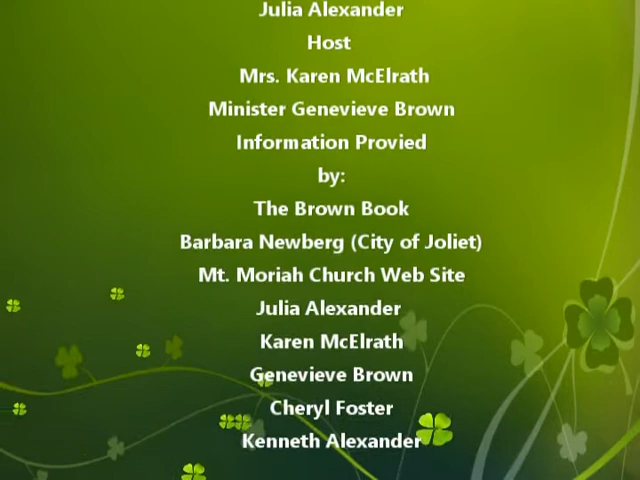 Julia Alexander
Host
Mrs. Karen McElrath
Minister Genevieve Brown
Information Provied
by:
The Brown Book
Barbara Newberg (City of Joliet)
Mt. Moriah Church Web Site
Julia Alexander
Karen McElrath
Genevieve Brown
Cheryl Foster
Kenneth Alexander